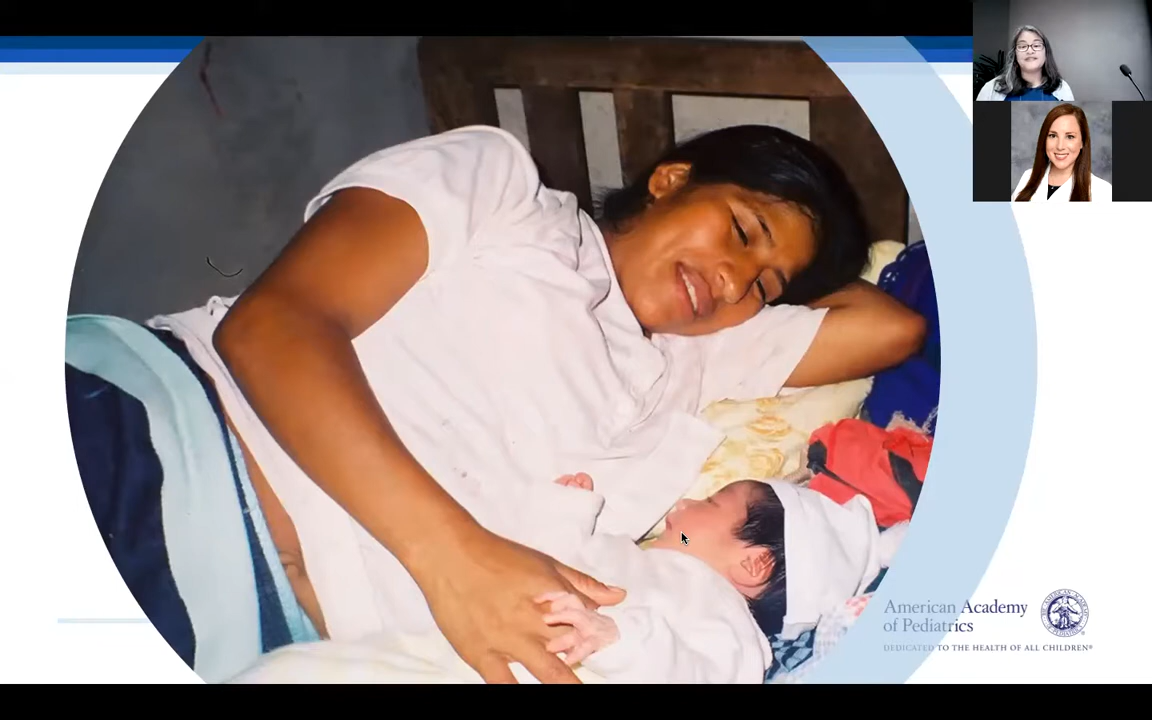 American Academy
of Pediatrics
DEDICATED TO THE HEALTH OF ALL CHILDREN®